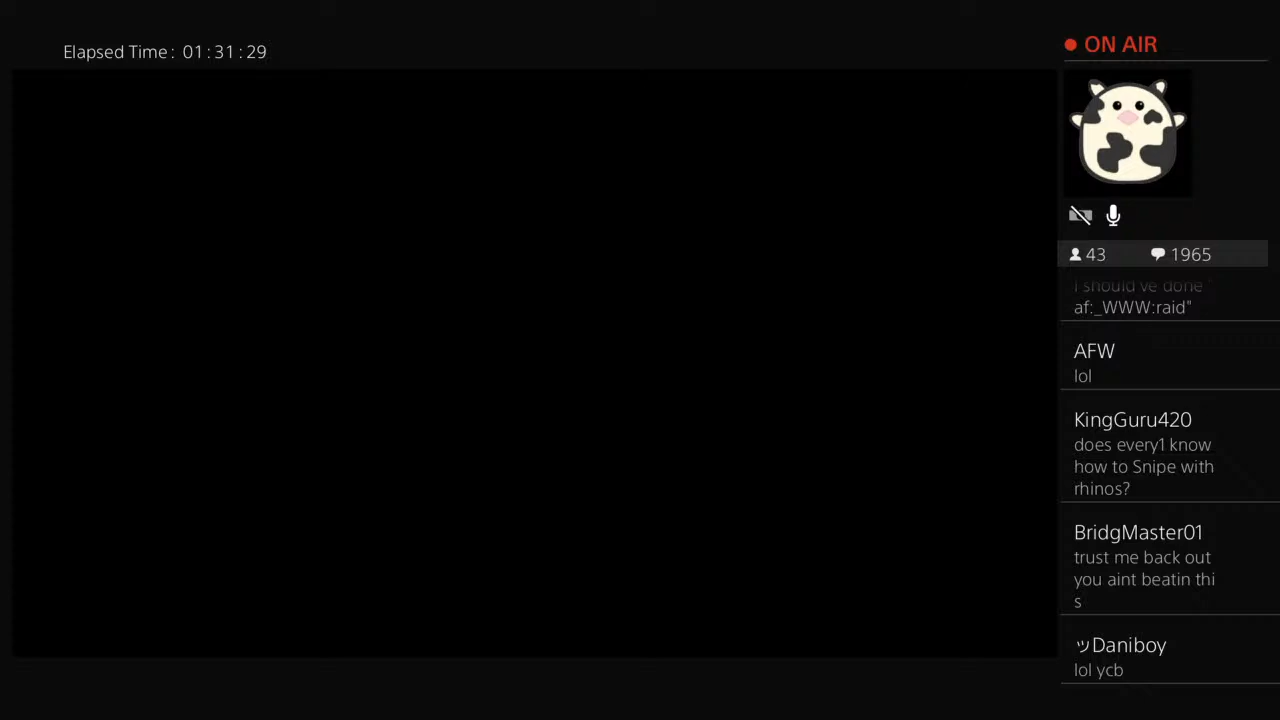 Elapsed Time: 01:31:29
ON AIR
43 1965
I should ve done "
af:_WWW:raid"
AFW
lol
KingGuru420
does every1 know
how to Snipe with
rhinos?
BridgMaster01
trust me back out
you aint beatin thi
s
ッDaniboy
lol ycb